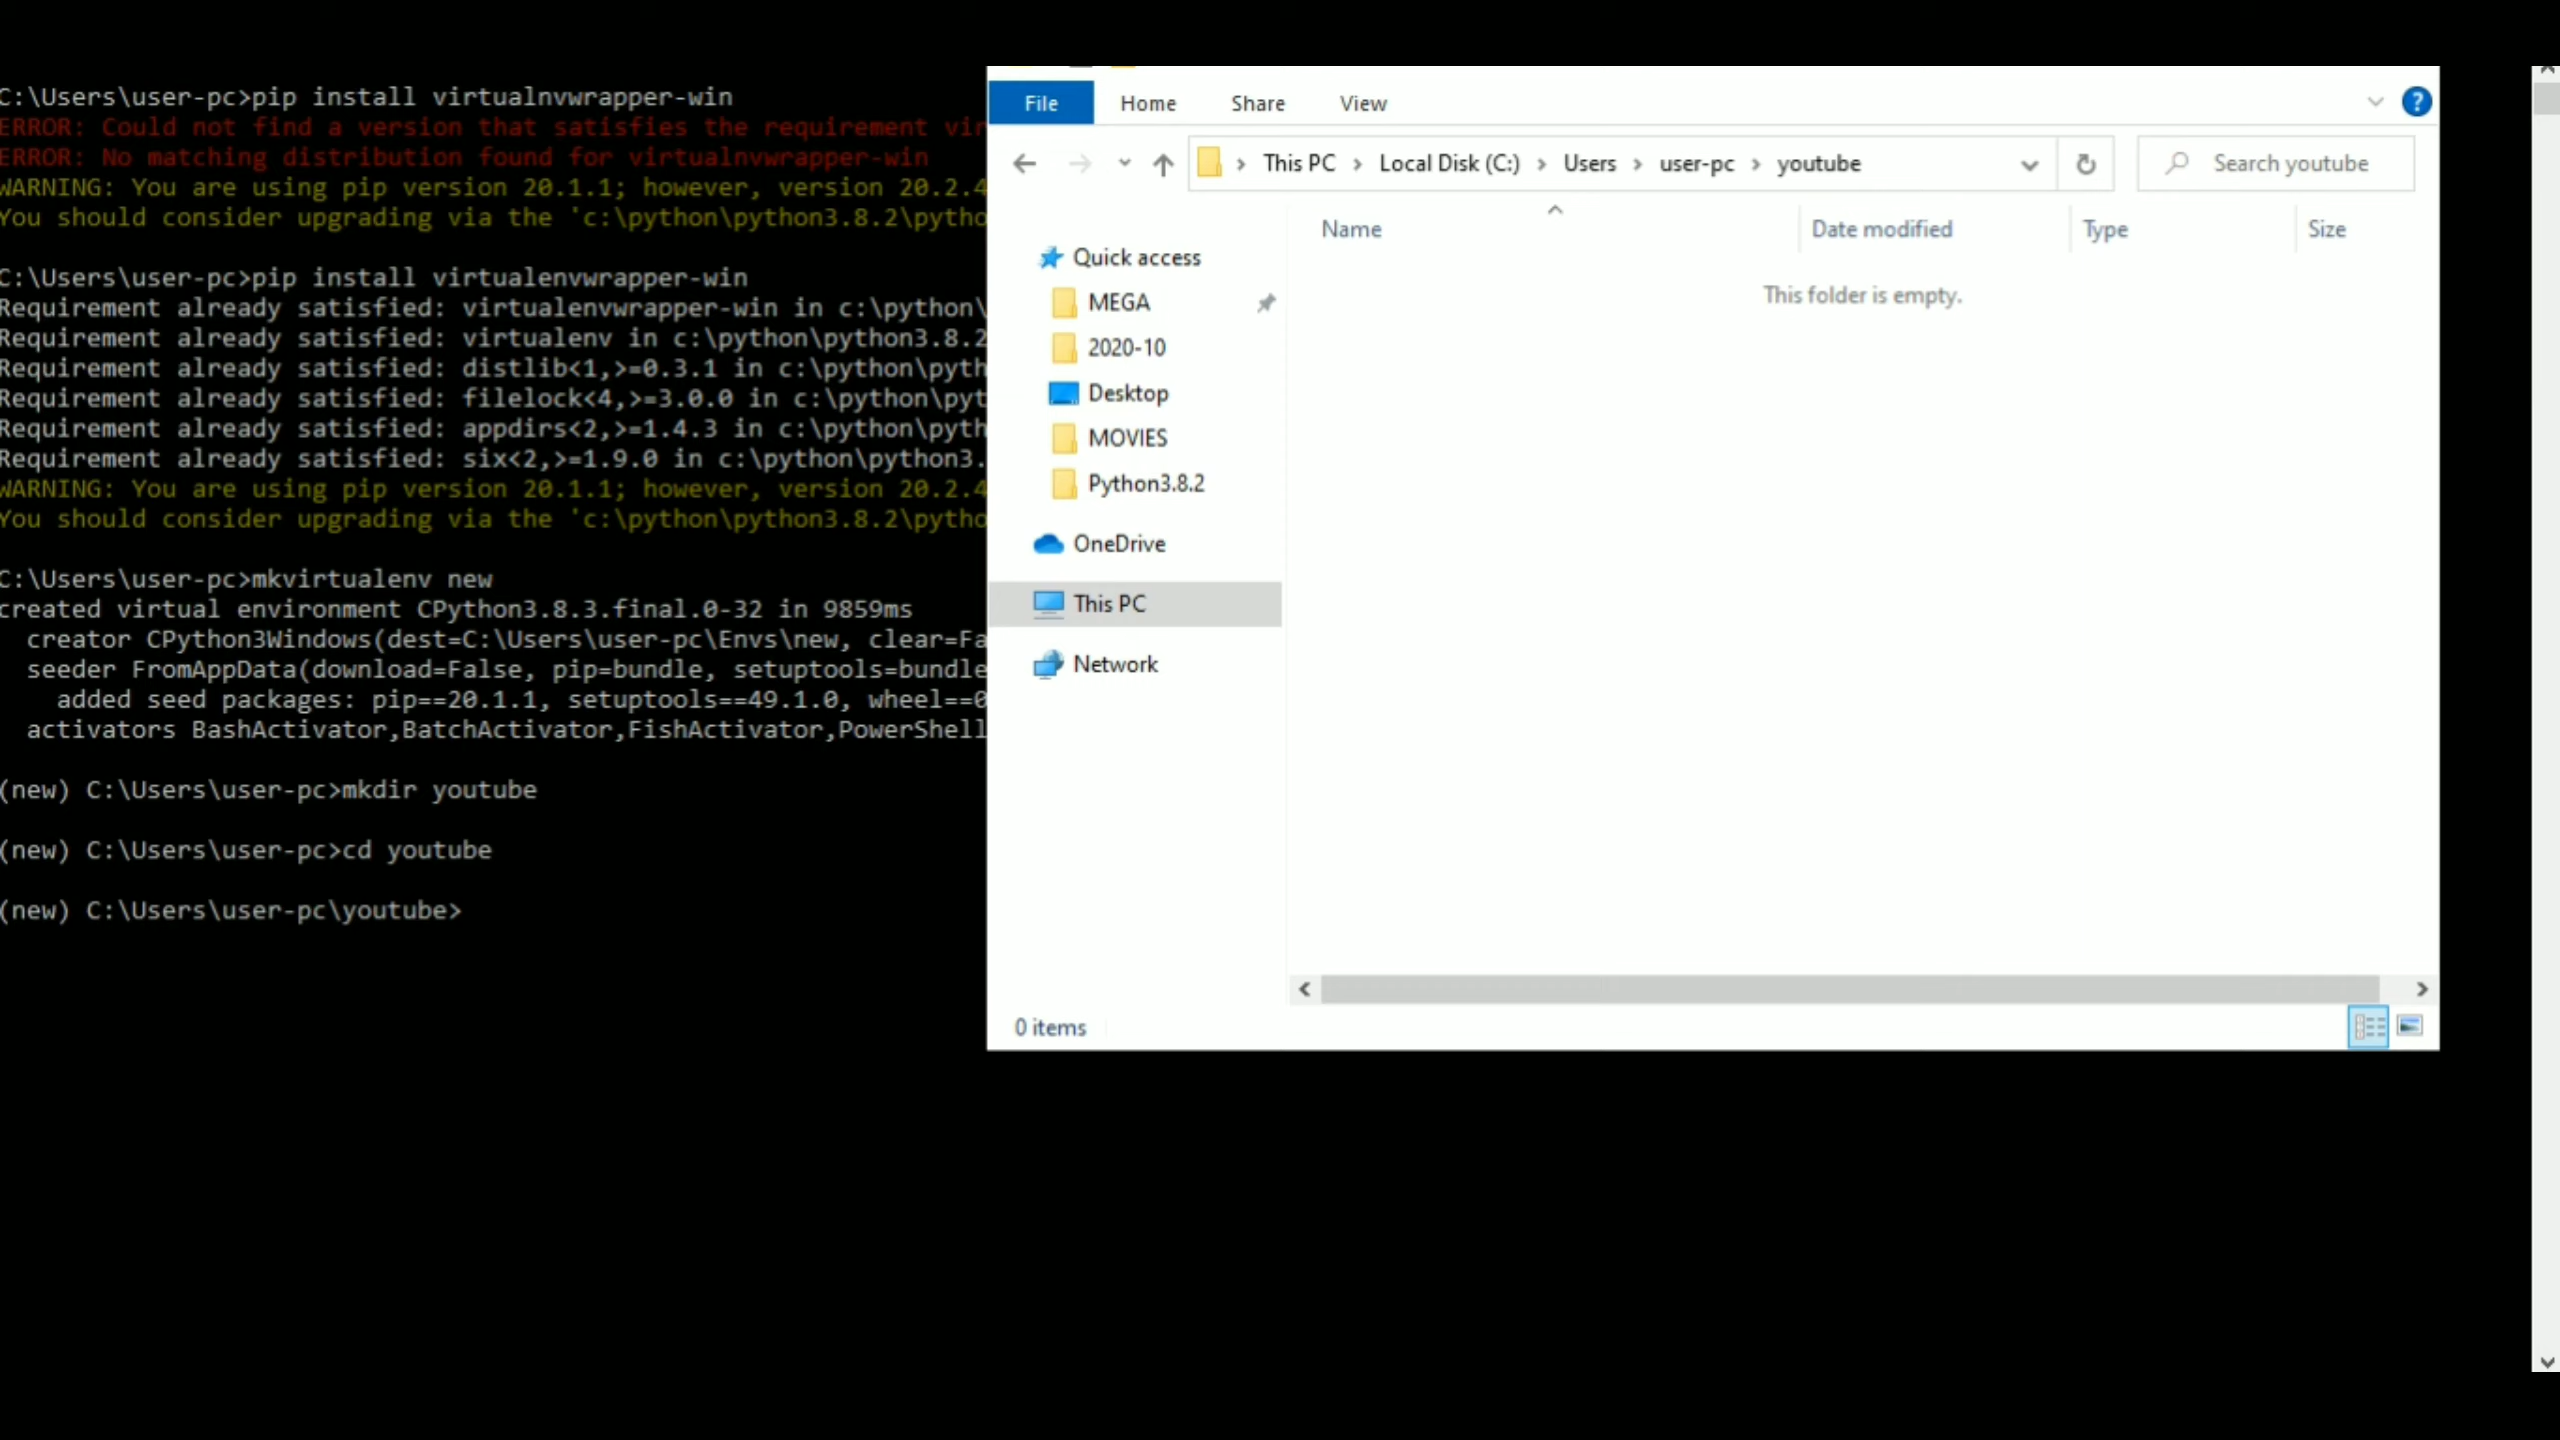 C:\Users\user-pc>pip install virtualnvwrapper-win
ERROR: Could not find a version that satisfies the requirement vir
ERROR: No matching distribution found for virtualnvwrapper-win
WARNING: You are using pip version 20.1.1; however, version 20.2.4
You should consider upgrading via the 'c:\python\python3.8.2\pytho
C:\Users\user-pc>pip install virtualenvwrapper-win
Requirement already satisfied: virtualenvwrapper-win in c:\python\
Requirement already satisfied: virtualenv in c:\python\python3.8.2
Requirement already satisfied: distlib<1,>=0.3.1 in c:\python\pyth
Requirement already satisfied: filelock<4,>=3.0.0 in c:\python\pyt
Requirement already satisfied: appdirs<2,>=1.4.3 in c:\python\pyth
Requirement already satisfied: six<2,>=1.9.0 in c:\python\python3.
WARNING: You are using pip version 20.1.1; however, version 20.2.4
You should consider upgrading via the 'c:\python\python3.8.2\pytho
C:\Users\user-pc>mkvirtualenv new
created virtual environment CPython3.8.3.final.0-32 in 9859ms
creator CPython3Windows(dest=C:\Users\user-pc\Envs\new, clear=Fa
seeder FromAppData(download=False, pip=bundle, setuptools=bundle
added seed packages: pip==20.1.1, setuptools==49.1.0, wheel==0
activators BashActivator,BatchActivator,FishActivator,PowerShell
(new) C:\Users\user-pc>mkdir youtube
(new) C:\Users\user-pc>cd youtube
(new) C:\Users\user-pc\youtube>
File Home Share View
This PC > Local Disk (C:) > Users > user-pc > youtube
Search youtube
Name Date modified Type Size
This folder is empty.
Quick access
MEGA
2020-10
Desktop
MOVIES
Python3.8.2
OneDrive
This PC
Network
0 items